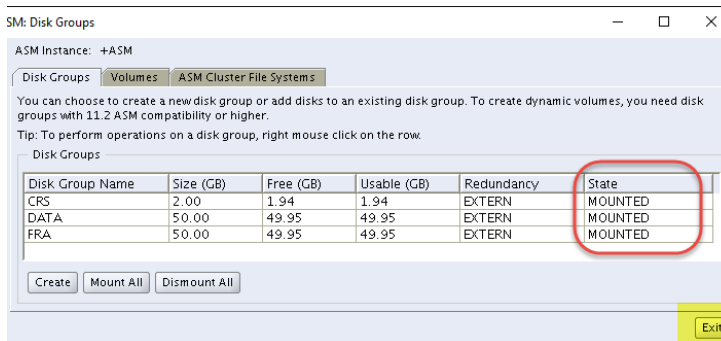 SM: Disk Groups
ASM Instance: +ASM
Disk Groups Volumes ASM Cluster File Systems
You can choose to create a new disk group or add disks to an existing disk group. To create dynamic volumes, you need disk
groups with 11.2 ASM compatibility or higher.
Tip: To perform operations on a disk group, right mouse click on the row.
Disk Groups
Disk Group Name Size (GB) Free (GB) Usable (GB) Redundancy State
CRS 2.00 1.94 1.94 EXTERN MOUNTED
DATA 50.00 49.95 49.95 EXTERN MOUNTED
FRA 50.00 49.95 49.95 EXTERN MOUNTED
Create Mount All Dismount All
Exit